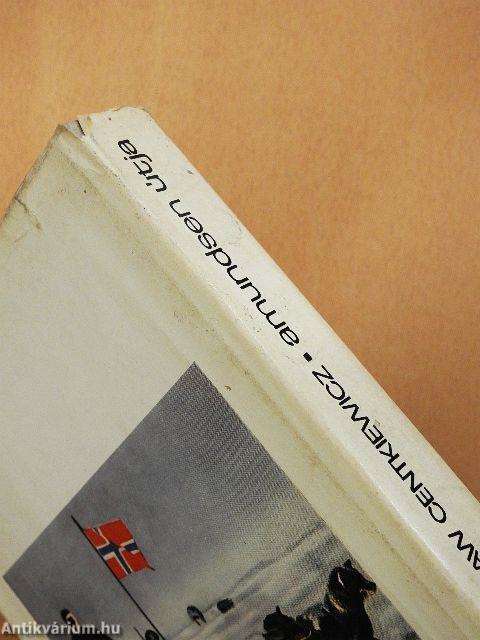 AW CENTKIEWICZ • amundsen útja
Antikvárium.hu